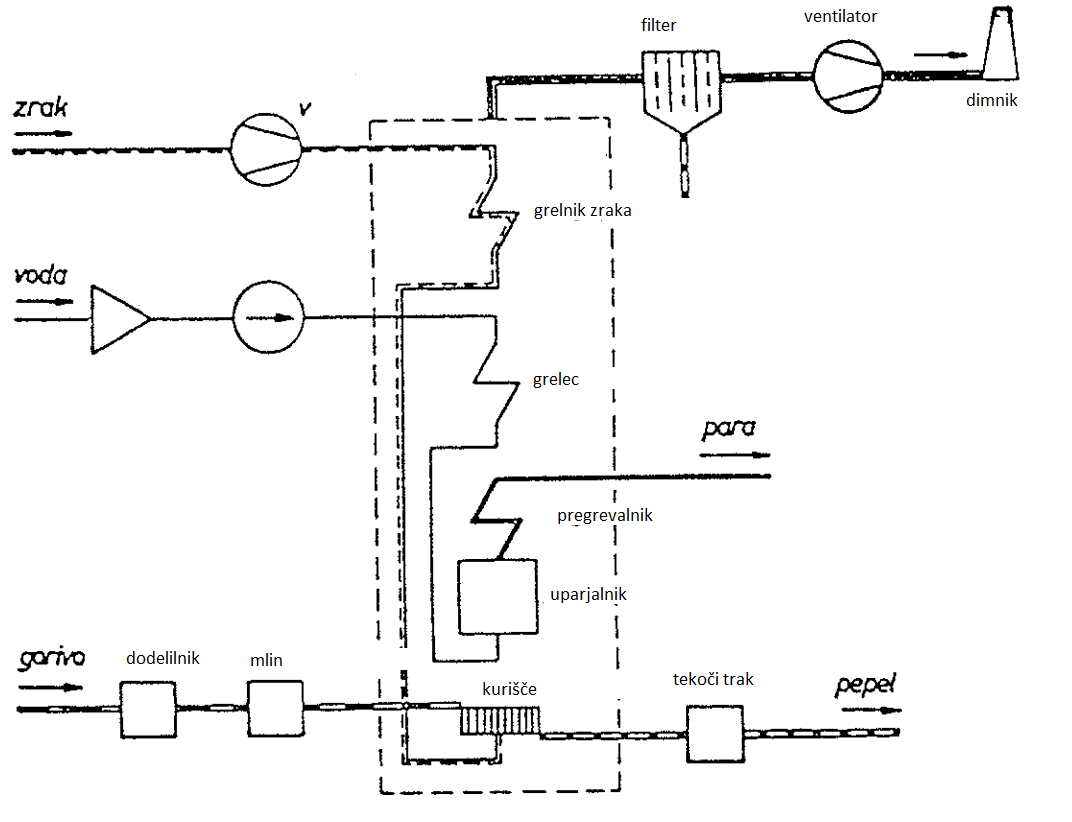 ventilator
filter
dimnik
zrak
v
grelnik zraka
voda
grelec
para
pregrevalnik
uparjalnik
gorivo
dodelilnik
mlin
kurišče
tekoči trak
pepel